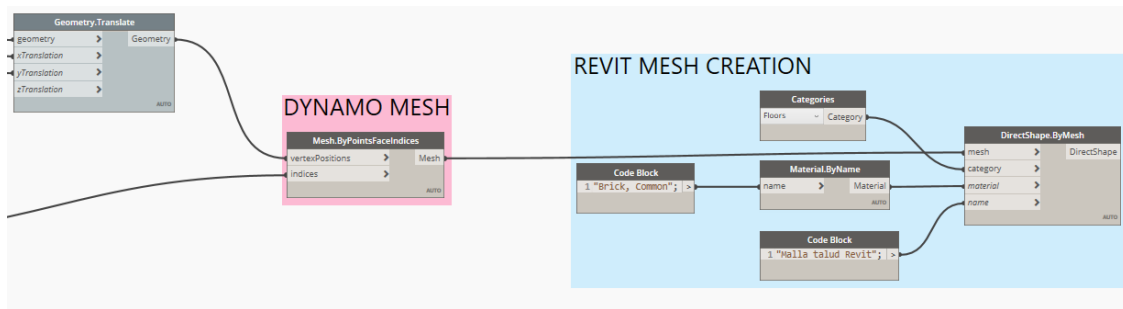 Geometry.Translate
geometry > Geometry
xTranslation >
yTranslation >
zTranslation >
AUTO
DYNAMO MESH
Mesh.ByPointsFaceIndices
vertexPositions > Mesh
indices >
AUTO
REVIT MESH CREATION
Categories
Floors Category
Code Block
1 "Brick, Common"; >
Material.ByName
name > Material
AUTO
Code Block
1 "Malla talud Revit"; >
DirectShape.ByMesh
mesh > DirectShape
category >
material >
name >
AUTO